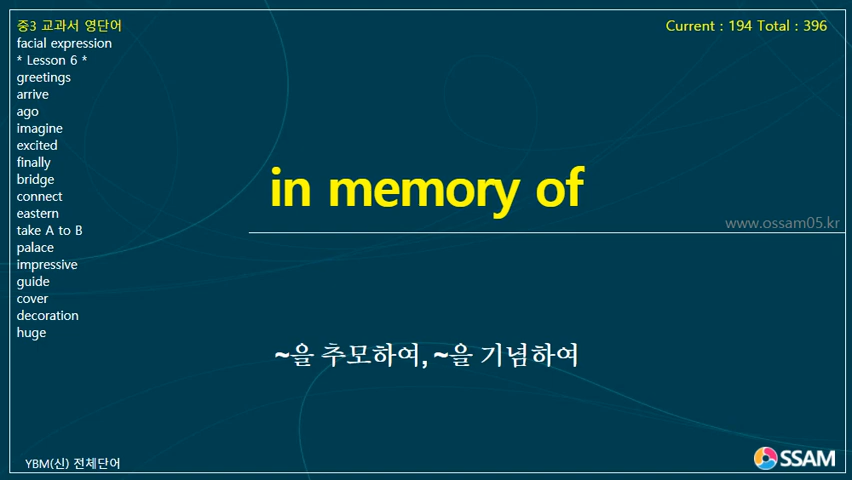 중3 교과서 영단어
Current : 194 Total : 396
facial expression
* Lesson 6 *
greetings
arrive
ago
imagine
excited
finally
bridge
connect
eastern
take A to B
palace
impressive
guide
cover
decoration
huge
in memory of
www.ossam05.kr
~을 추모하여, ~을 기념하여
YBM(신) 전체단어
OSSAM